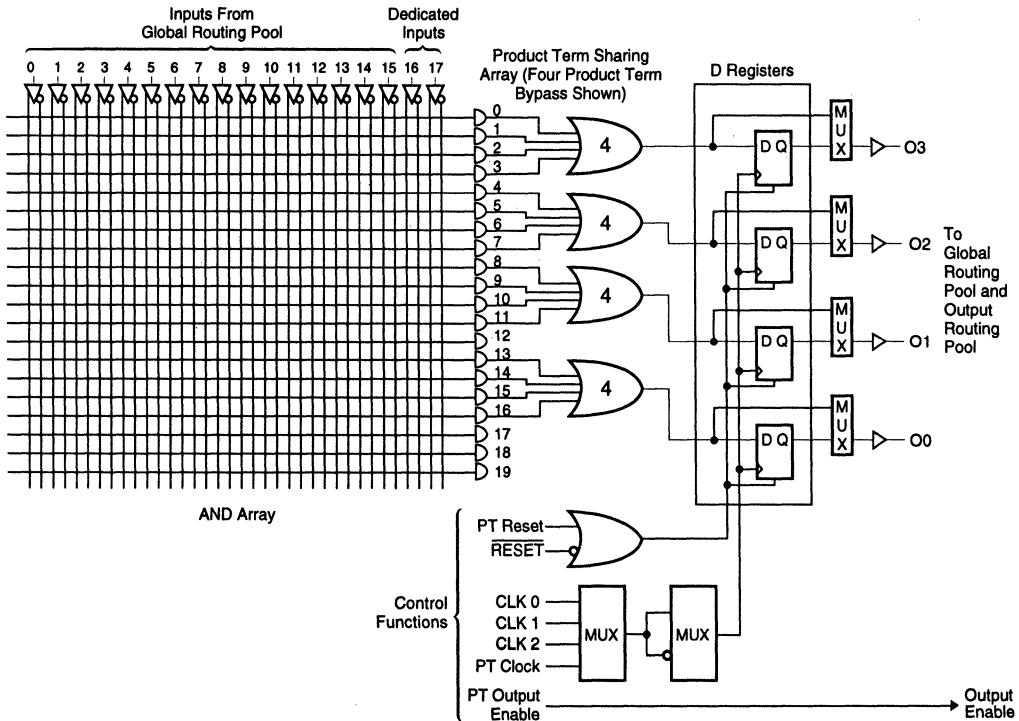 Inputs From
Global Routing Pool
Dedicated
Inputs
0 1 2 3 4 5 6 7 8 9 10 11 12 13 14 15 16 17
Product Term Sharing
Array (Four Product Term
Bypass Shown)
D Registers
0
1
2
3
4
5
6
7
8
9
10
11
12
13
14
15
16
17
18
19
4
4
4
4
D Q
D Q
D Q
D Q
MUX
MUX
MUX
MUX
O3
O2
O1
O0
To
Global
Routing
Pool and
Output
Routing
Pool
AND Array
Control
Functions
PT Reset
RESET
CLK 0
CLK 1
CLK 2
PT Clock
MUX
MUX
PT Output
Enable
Output
Enable